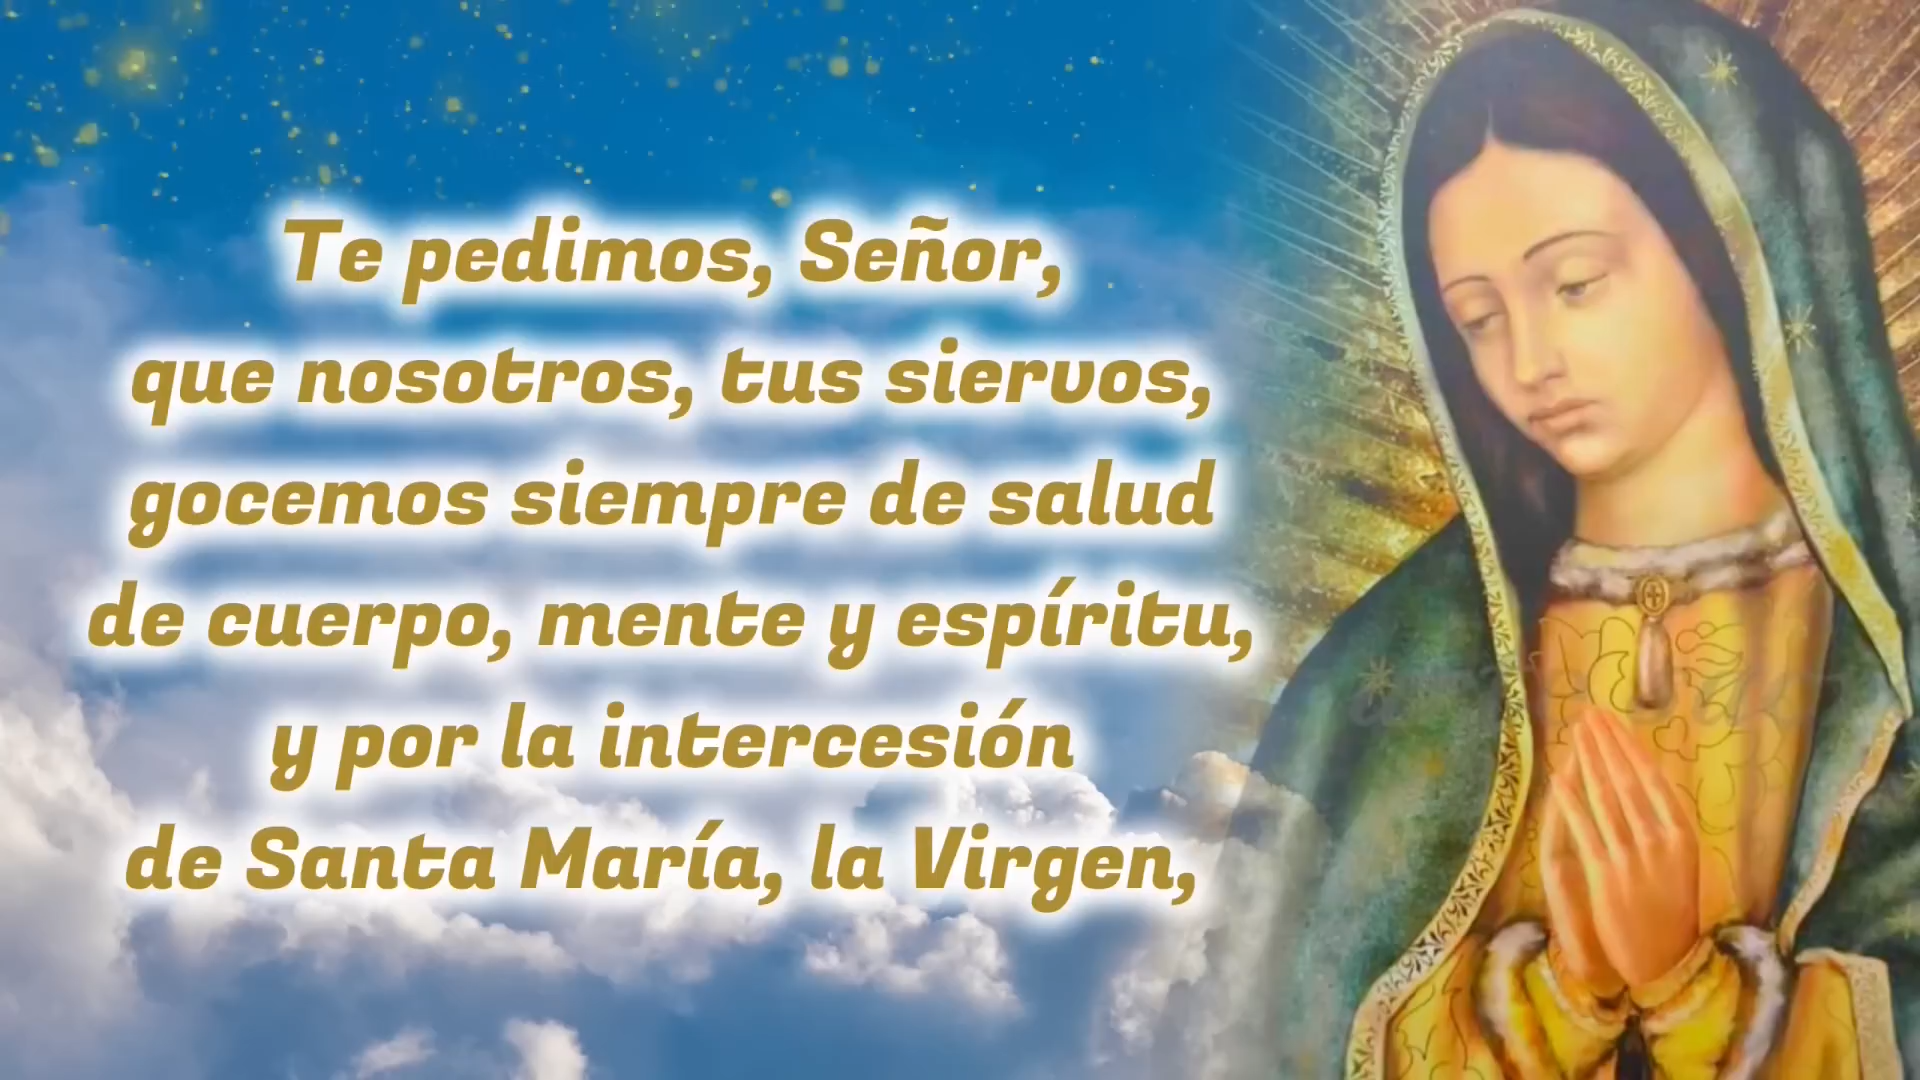 Te pedimos, Señor,
que nosotros, tus siervos,
gocemos siempre de salud
de cuerpo, mente y espíritu,
y por la intercesión
de Santa María, la Virgen,